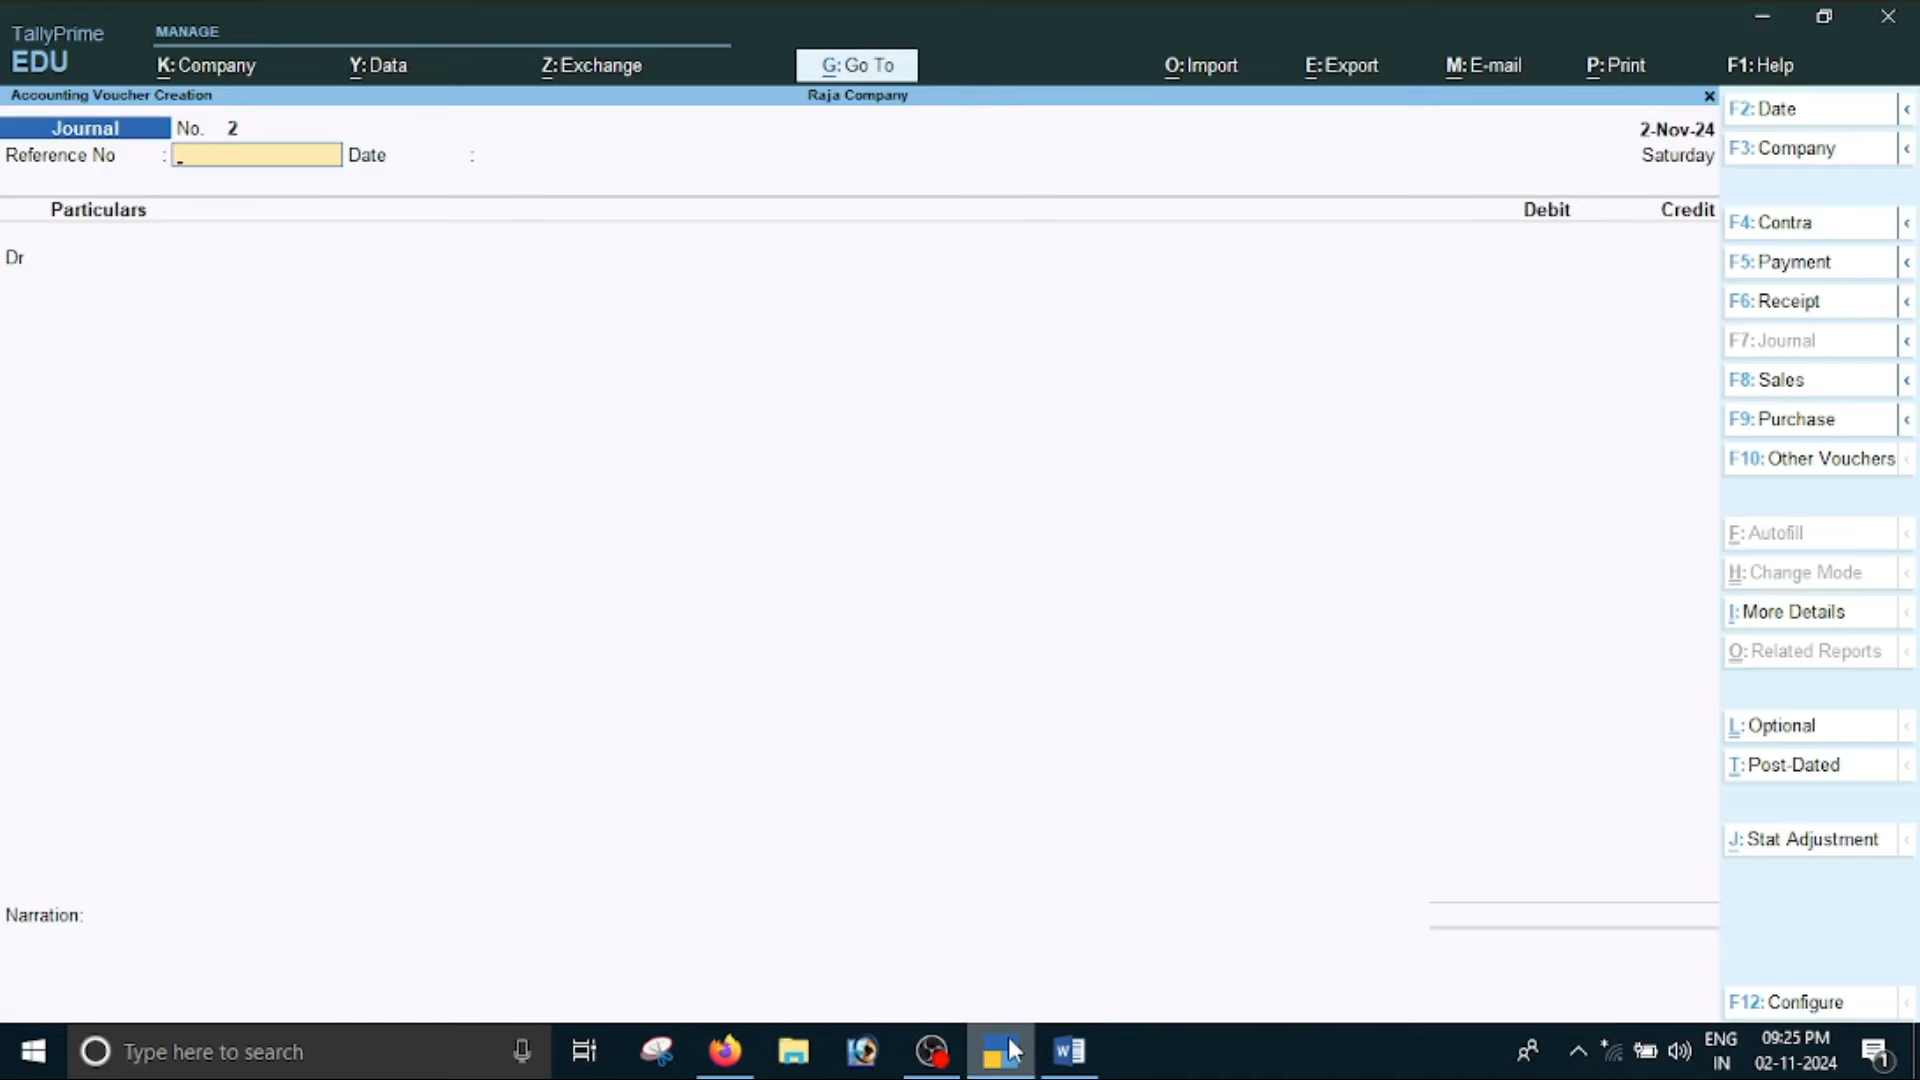 TallyPrime
EDU
MANAGE
K: Company
Y: Data
Z: Exchange
G: Go To
O: Import
E: Export
M: E-mail
P: Print
F1: Help
Accounting Voucher Creation
Raja Company
Journal No. 2
2-Nov-24
Reference No : Date :
Saturday
Particulars Debit Credit
Dr
Narration:
F2: Date
F3: Company
F4: Contra
F5: Payment
F6: Receipt
F7: Journal
F8: Sales
F9: Purchase
F10: Other Vouchers
F: Autofill
H: Change Mode
I: More Details
O: Related Reports
L: Optional
T: Post-Dated
J: Stat Adjustment
F12: Configure
Type here to search
ENG
IN
09:25 PM
02-11-2024
1